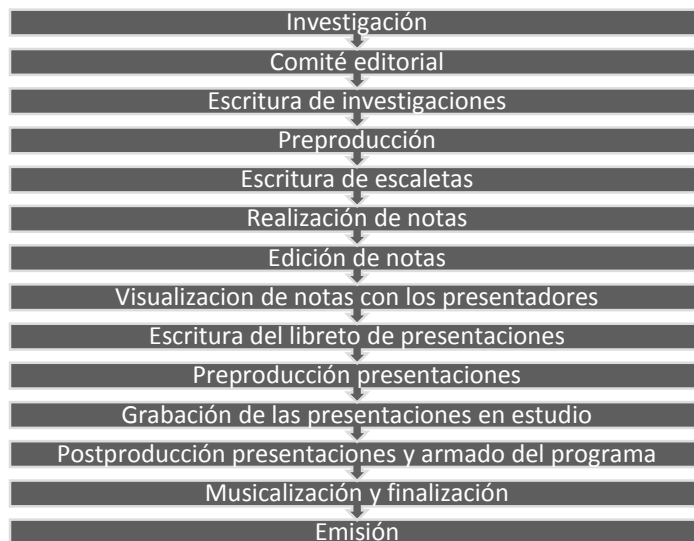 Investigación
Comité editorial
Escritura de investigaciones
Preproducción
Escritura de escaletas
Realización de notas
Edición de notas
Visualizacion de notas con los presentadores
Escritura del libreto de presentaciones
Preproducción presentaciones
Grabación de las presentaciones en estudio
Postproducción presentaciones y armado del programa
Musicalización y finalización
Emisión